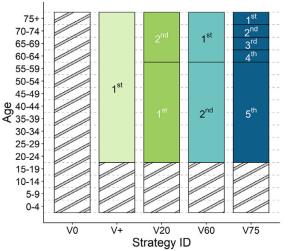 75+
70-74
65-69
60-64
55-59
50-54
45-49
40-44
35-39
30-34
25-29
20-24
15-19
10-14
5-9
0-4
Age
1st
2nd
1st
1st
2nd
1st
2nd
3rd
4th
5th
V0 V+ V20 V60 V75
Strategy ID